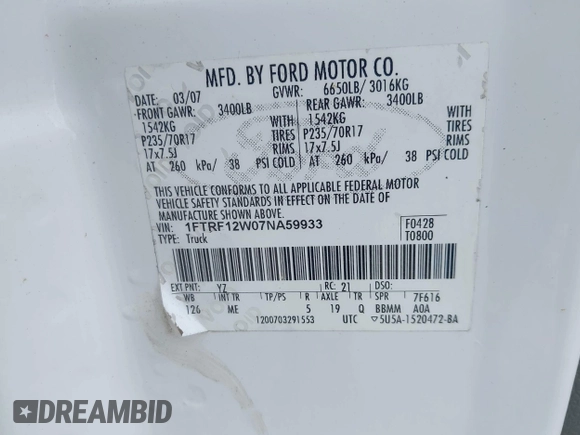 MFD. BY FORD MOTOR CO.
DATE: 03/07 GVWR: 6650LB/ 3016KG
FRONT GAWR: 3400LB REAR GAWR: 3400LB
1542KG WITH 1542KG WITH
P235/70R17 TIRES P235/70R17 TIRES
17x7.5J RIMS 17x7.5J RIMS
AT 260 kPa/ 38 PSI COLD AT 260 kPa/ 38 PSI COLD
THIS VEHICLE CONFORMS TO ALL APPLICABLE FEDERAL MOTOR
VEHICLE SAFETY STANDARDS IN EFFECT ON THE DATE OF
MANUFACTURE SHOWN ABOVE.
VIN: 1FTRF12W07NA59933 F0428
TYPE: Truck T0800
EXT PNT: YZ RC: 21 DSO:
WB INT TR TP/PS R AXLE TR SPR 7F616
126 ME 5 19 Q BBMM A0A
1200703291553 UTC 5U5A-1520472-BA
DREAMBID